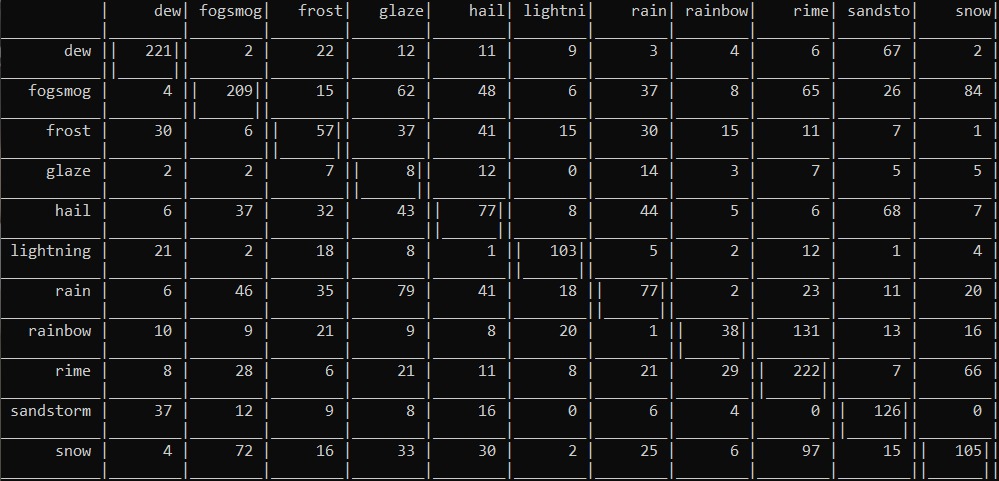 | dew| fogsmog| frost| glaze| hail| lightni| rain| rainbow| rime| sandsto| snow|
dew || 221|| 2 | 22 | 12 | 11 | 9 | 3 | 4 | 6 | 67 | 2 |
fogsmog | 4 || 209|| 15 | 62 | 48 | 6 | 37 | 8 | 65 | 26 | 84 |
frost | 30 | 6 || 57|| 37 | 41 | 15 | 30 | 15 | 11 | 7 | 1 |
glaze | 2 | 2 | 7 || 8|| 12 | 0 | 14 | 3 | 7 | 5 | 5 |
hail | 6 | 37 | 32 | 43 || 77|| 8 | 44 | 5 | 6 | 68 | 7 |
lightning | 21 | 2 | 18 | 8 | 1 || 103|| 5 | 2 | 12 | 1 | 4 |
rain | 6 | 46 | 35 | 79 | 41 | 18 || 77|| 2 | 23 | 11 | 20 |
rainbow | 10 | 9 | 21 | 9 | 8 | 20 | 1 || 38|| 131 | 13 | 16 |
rime | 8 | 28 | 6 | 21 | 11 | 8 | 21 | 29 || 222|| 7 | 66 |
sandstorm | 37 | 12 | 9 | 8 | 16 | 0 | 6 | 4 | 0 || 126|| 0 |
snow | 4 | 72 | 16 | 33 | 30 | 2 | 25 | 6 | 97 | 15 || 105||